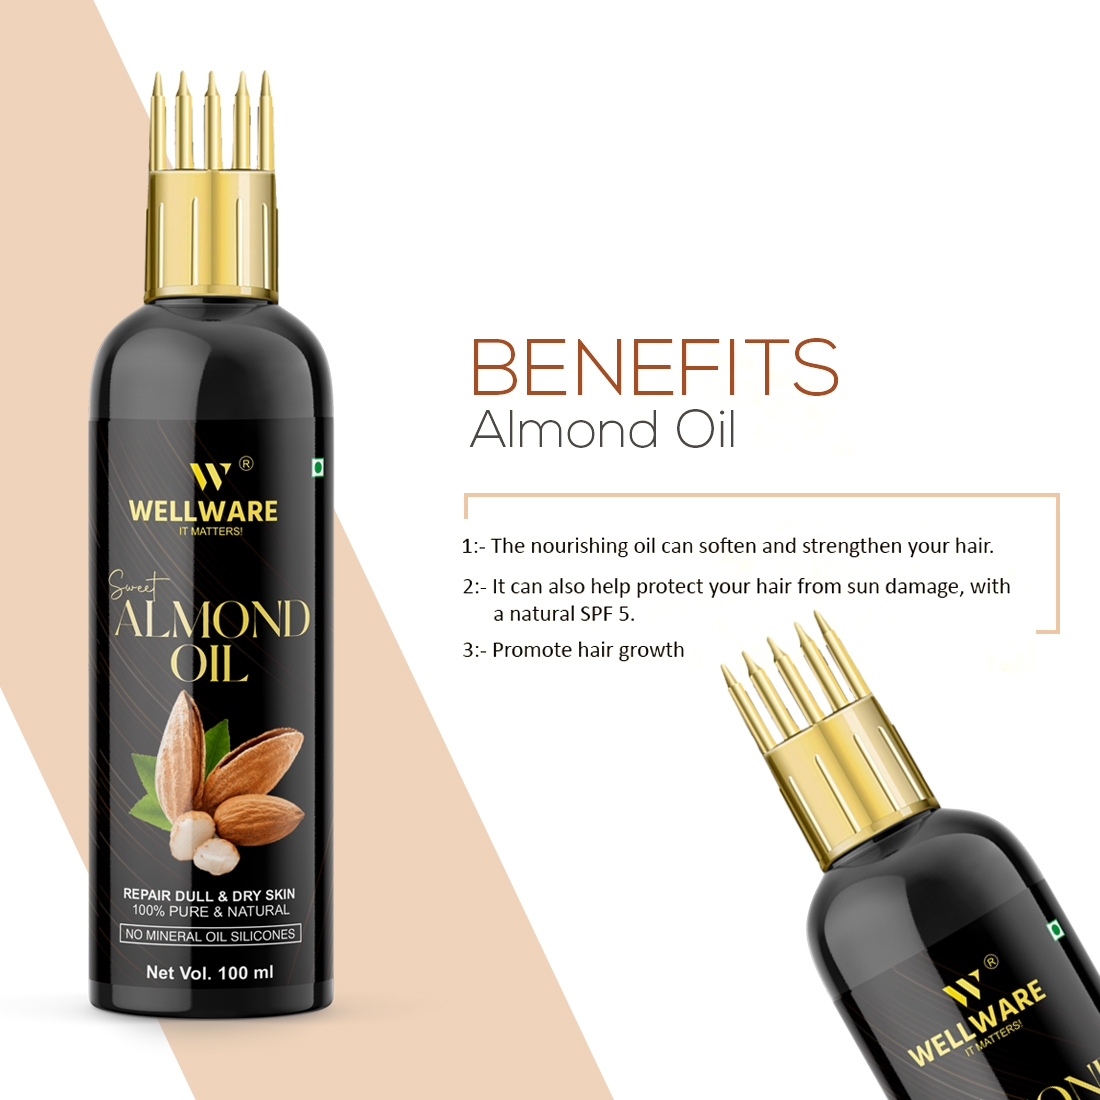 W ®
WELLWARE
IT MATTERS!
Sweet
ALMOND
OIL
REPAIR DULL & DRY SKIN
100% PURE & NATURAL
NO MINERAL OIL SILICONES
Net Vol. 100 ml
BENEFITS
Almond Oil
1:- The nourishing oil can soften and strengthen your hair.
2:- It can also help protect your hair from sun damage, with
a natural SPF 5.
3:- Promote hair growth
W ®
WELLWARE
IT MATTERS!